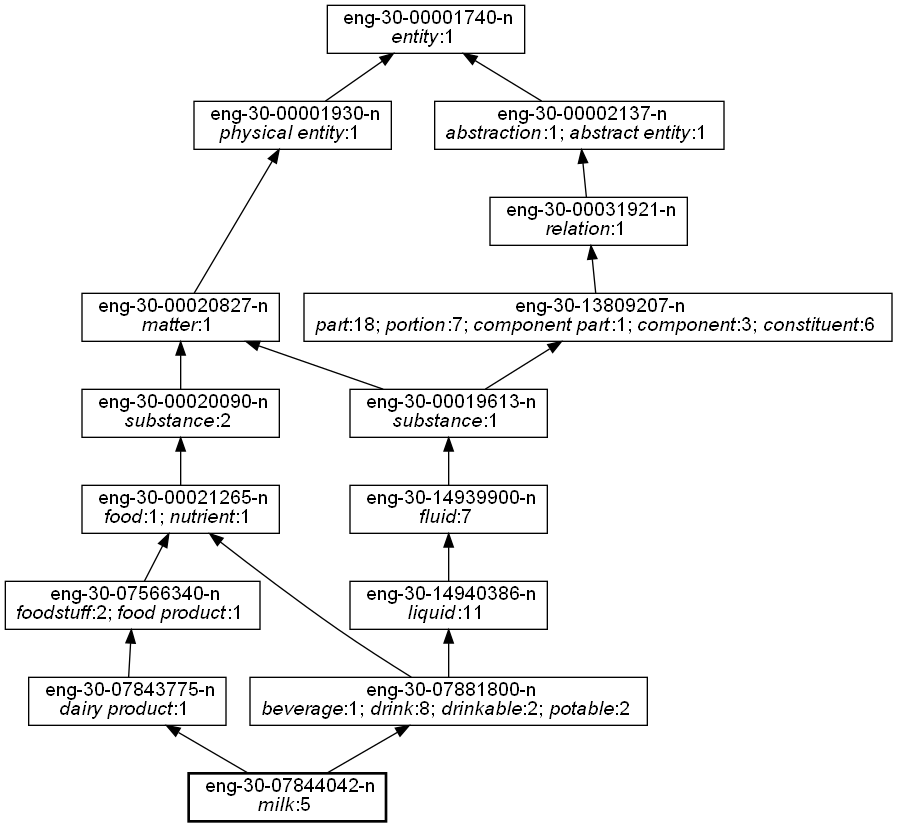 eng-30-00001740-n
entity:1
eng-30-00001930-n
physical entity:1
eng-30-00002137-n
abstraction:1; abstract entity:1
eng-30-00031921-n
relation:1
eng-30-00020827-n
matter:1
eng-30-13809207-n
part:18; portion:7; component part:1; component:3; constituent:6
eng-30-00020090-n
substance:2
eng-30-00019613-n
substance:1
eng-30-00021265-n
food:1; nutrient:1
eng-30-14939900-n
fluid:7
eng-30-07566340-n
foodstuff:2; food product:1
eng-30-14940386-n
liquid:11
eng-30-07843775-n
dairy product:1
eng-30-07881800-n
beverage:1; drink:8; drinkable:2; potable:2
eng-30-07844042-n
milk:5